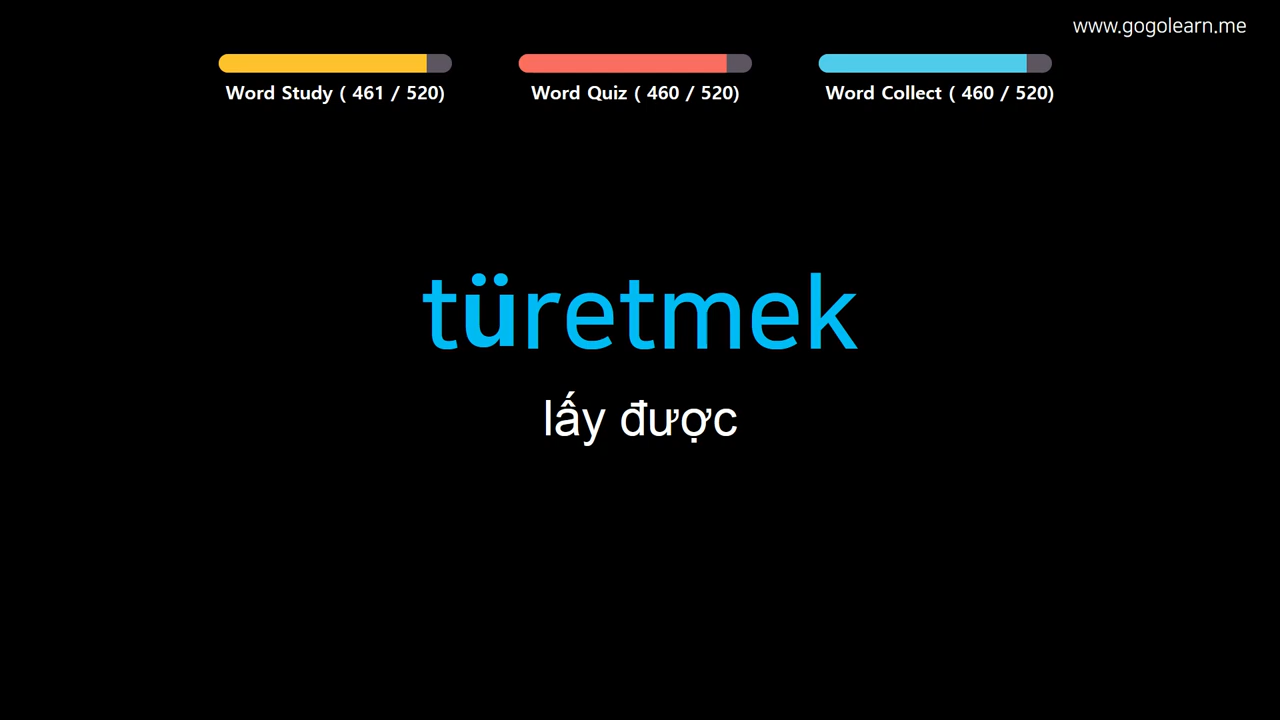 www.gogolearn.me
Word Study ( 461 / 520)
Word Quiz ( 460 / 520)
Word Collect ( 460 / 520)
türetmek
lấy được